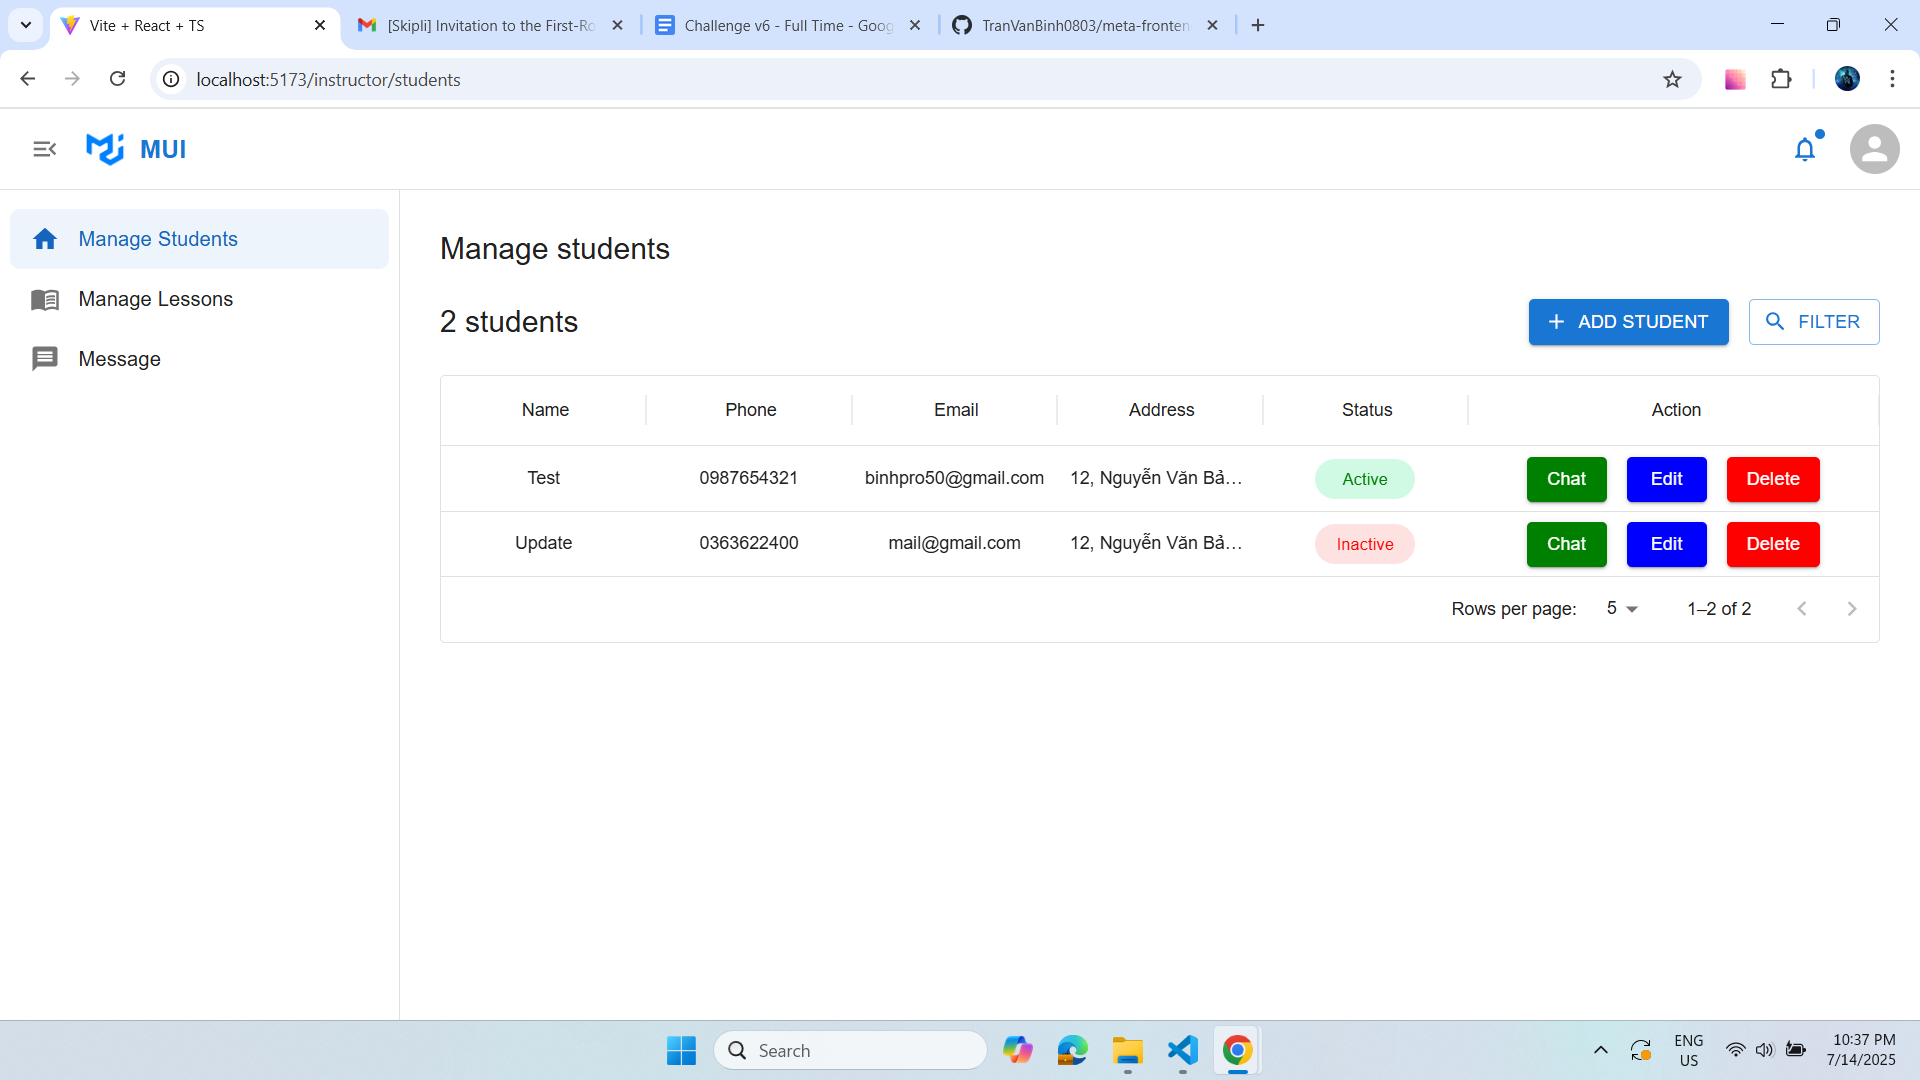 Vite + React + TS
[Skipli] Invitation to the First-Ro
Challenge v6 - Full Time - Goog
TranVanBinh0803/meta-fronten
localhost:5173/instructor/students
MUI
Manage Students
Manage Lessons
Message
Manage students
2 students
ADD STUDENT
FILTER
Name Phone Email Address Status Action
Test 0987654321 binhpro50@gmail.com 12, Nguyễn Văn Bả… Active Chat Edit Delete
Update 0363622400 mail@gmail.com 12, Nguyễn Văn Bả… Inactive Chat Edit Delete
Rows per page: 5 1–2 of 2
Search
ENG
US
10:37 PM
7/14/2025